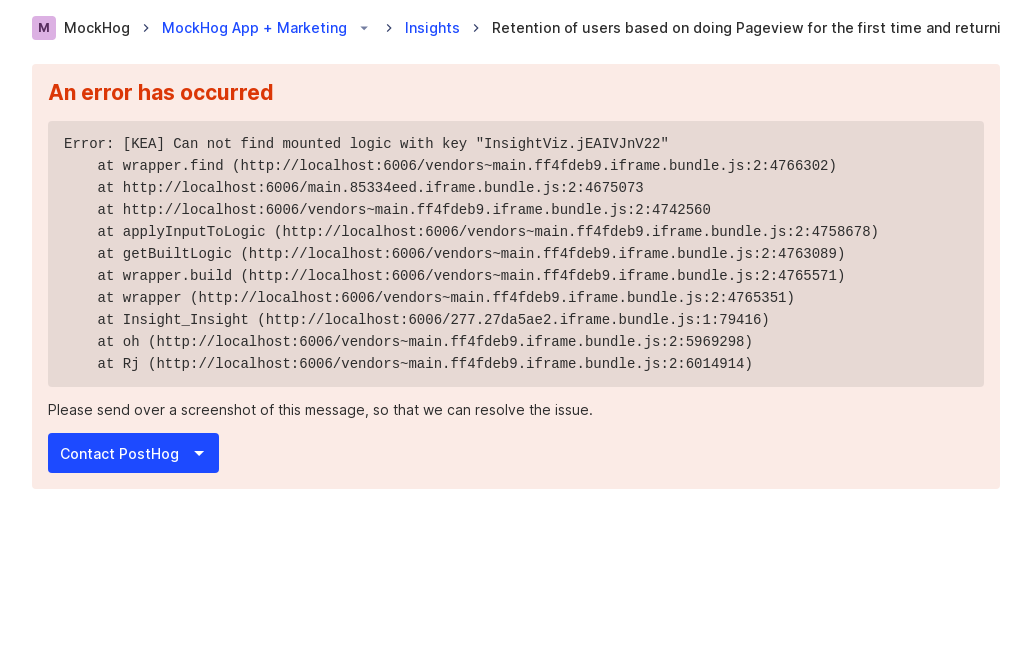 M MockHog > MockHog App + Marketing > Insights > Retention of users based on doing Pageview for the first time and returni
An error has occurred
Error: [KEA] Can not find mounted logic with key "InsightViz.jEAIVJnV22"
    at wrapper.find (http://localhost:6006/vendors~main.ff4fdeb9.iframe.bundle.js:2:4766302)
    at http://localhost:6006/main.85334eed.iframe.bundle.js:2:4675073
    at http://localhost:6006/vendors~main.ff4fdeb9.iframe.bundle.js:2:4742560
    at applyInputToLogic (http://localhost:6006/vendors~main.ff4fdeb9.iframe.bundle.js:2:4758678)
    at getBuiltLogic (http://localhost:6006/vendors~main.ff4fdeb9.iframe.bundle.js:2:4763089)
    at wrapper.build (http://localhost:6006/vendors~main.ff4fdeb9.iframe.bundle.js:2:4765571)
    at wrapper (http://localhost:6006/vendors~main.ff4fdeb9.iframe.bundle.js:2:4765351)
    at Insight_Insight (http://localhost:6006/277.27da5ae2.iframe.bundle.js:1:79416)
    at oh (http://localhost:6006/vendors~main.ff4fdeb9.iframe.bundle.js:2:5969298)
    at Rj (http://localhost:6006/vendors~main.ff4fdeb9.iframe.bundle.js:2:6014914)
Please send over a screenshot of this message, so that we can resolve the issue.
Contact PostHog